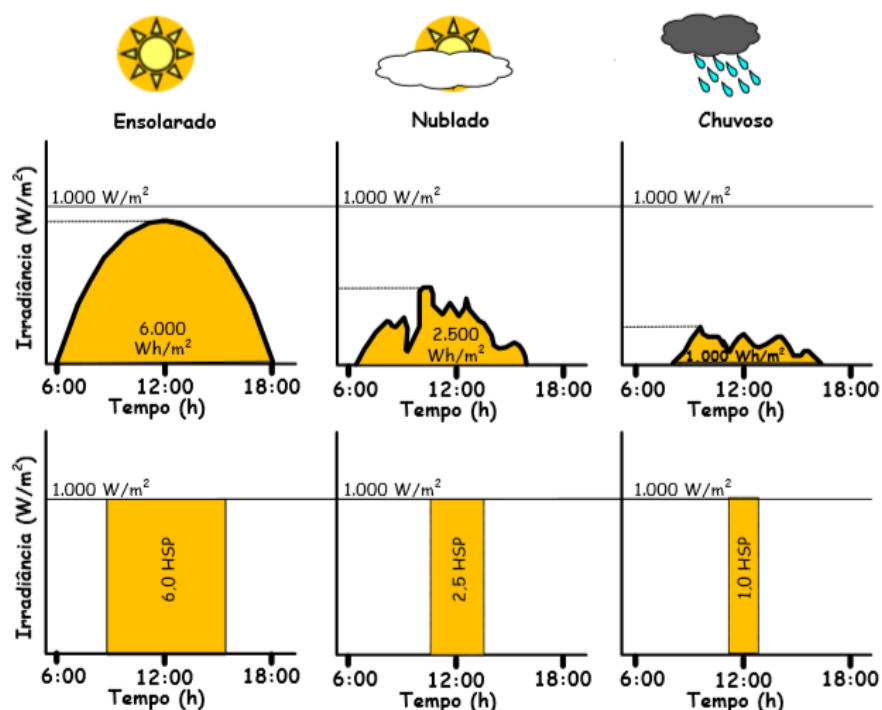 Ensolarado
Nublado
Chuvoso
Irradiância (W/m²)
1.000 W/m²
6.000
Wh/m²
6:00 12:00 18:00
Tempo (h)
1.000 W/m²
2.500
Wh/m²
6:00 12:00 18:00
Tempo (h)
1.000 W/m²
1.000 Wh/m²
6:00 12:00 18:00
Tempo (h)
Irradiância (W/m²)
1.000 W/m²
6,0 HSP
6:00 12:00 18:00
Tempo (h)
1.000 W/m²
2,5 HSP
6:00 12:00 18:00
Tempo (h)
1.000 W/m²
1,0 HSP
6:00 12:00 18:00
Tempo (h)